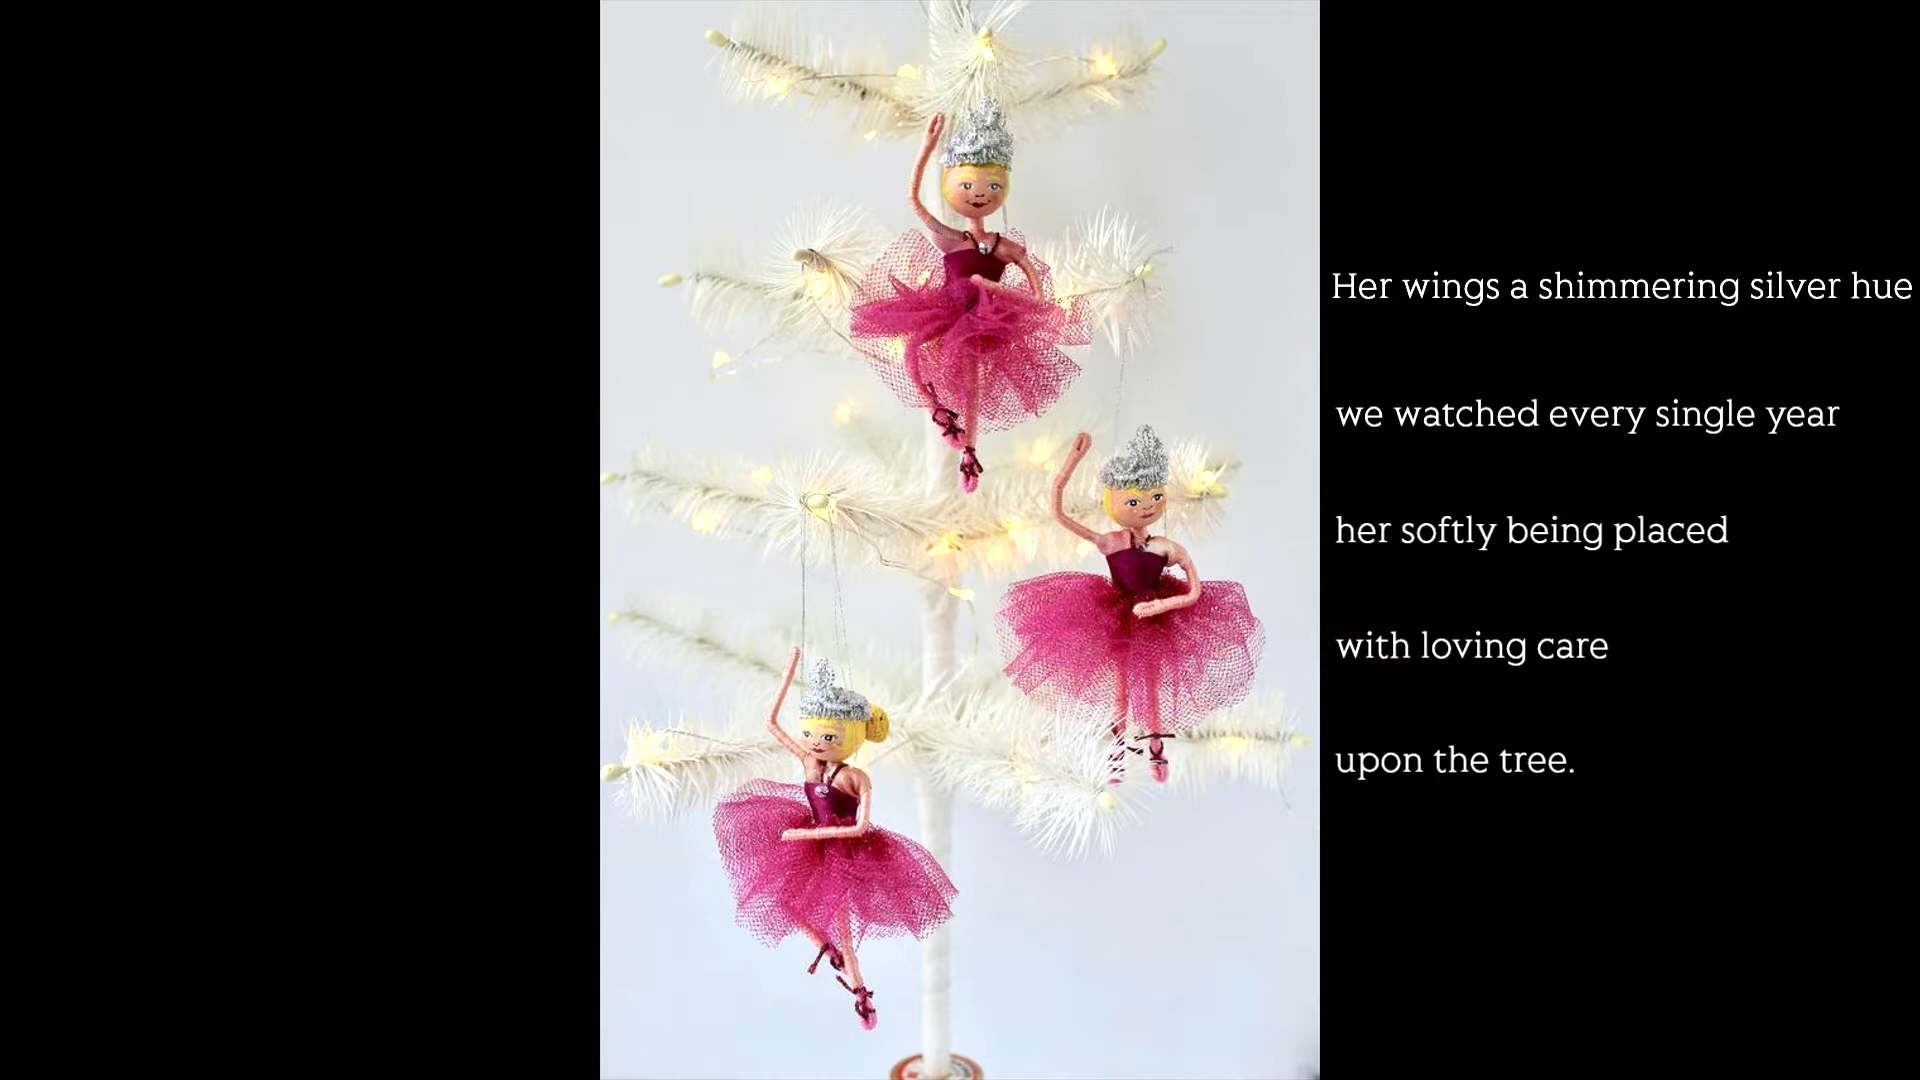 Her wings a shimmering silver hue
we watched every single year
her softly being placed
with loving care
upon the tree.